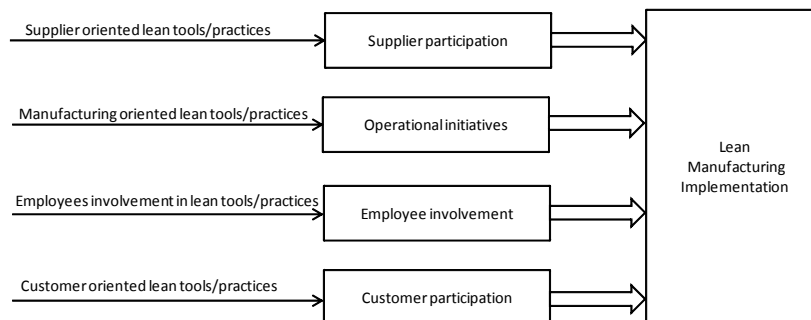 Supplier oriented lean tools/practices
Supplier participation
Manufacturing oriented lean tools/practices
Operational initiatives
Employees involvement in lean tools/practices
Employee involvement
Customer oriented lean tools/practices
Customer participation
Lean
Manufacturing
Implementation